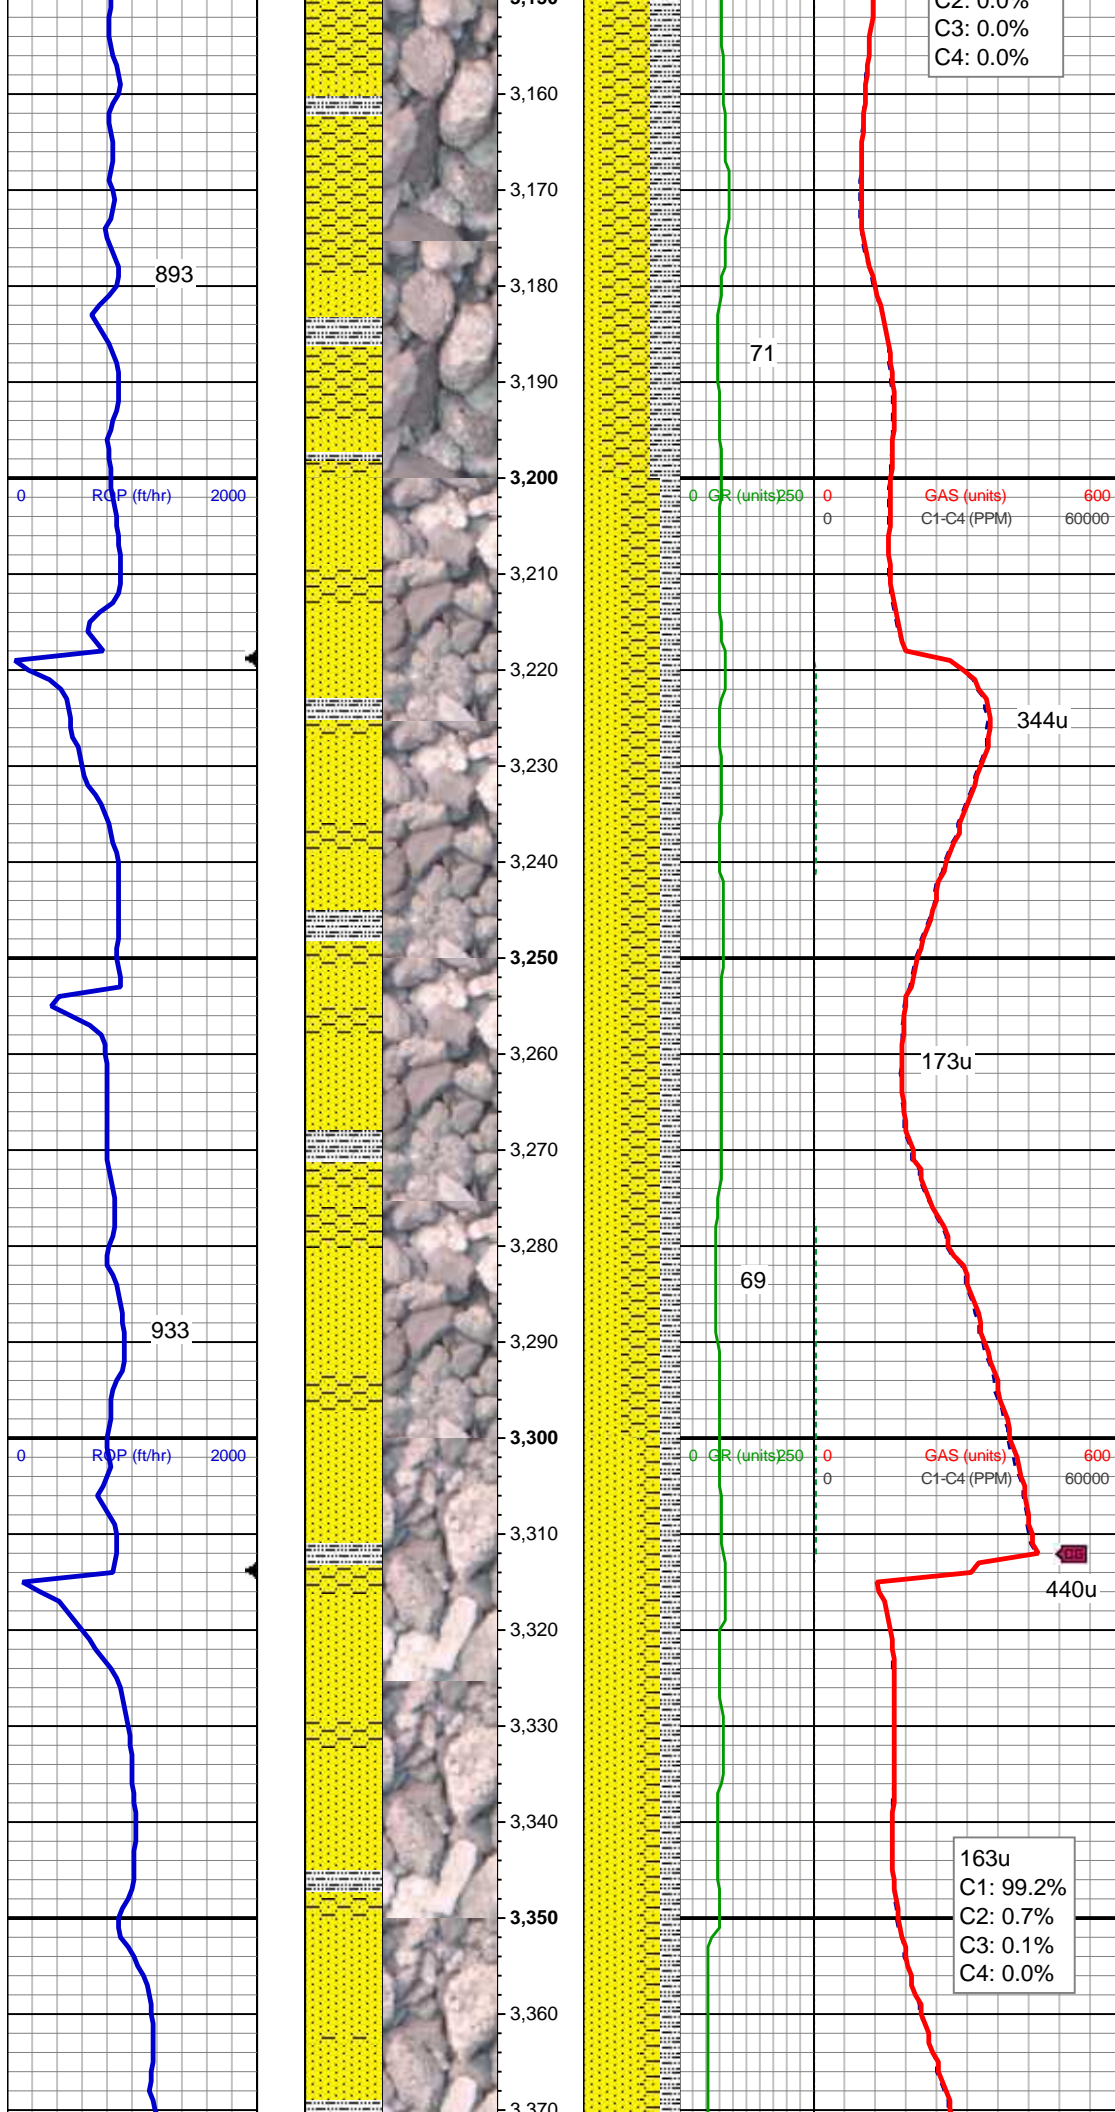 3,150
C2: 0.0%
C3: 0.0%
C4: 0.0%
3,160
3,170
893
3,180
71
3,190
3,200
0 ROP (ft/hr) 2000
0 GR (units) 250
0 GAS (units) 600
0 C1-C4 (PPM) 60000
3,210
3,220
344u
3,230
3,240
3,250
3,260
173u
3,270
3,280
69
933
3,290
3,300
0 ROP (ft/hr) 2000
0 GR (units) 250
0 GAS (units) 600
0 C1-C4 (PPM) 60000
3,310
CG
440u
3,320
3,330
3,340
163u
C1: 99.2%
C2: 0.7%
C3: 0.1%
C4: 0.0%
3,350
3,360
3,370